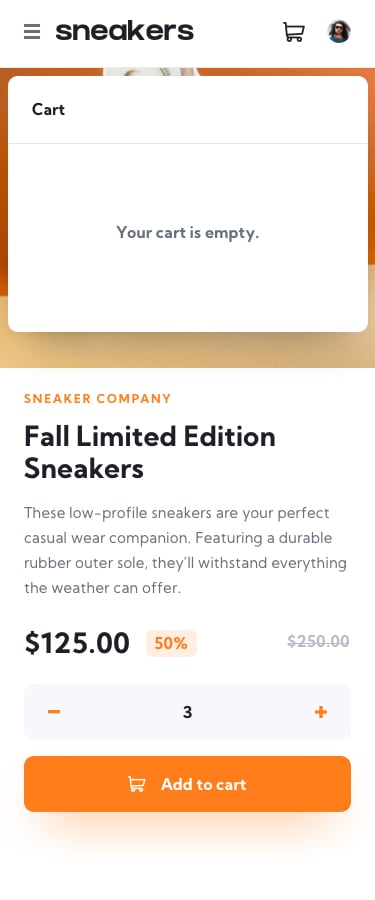 sneakers
Cart
Your cart is empty.
SNEAKER COMPANY
Fall Limited Edition
Sneakers
These low-profile sneakers are your perfect
casual wear companion. Featuring a durable
rubber outer sole, they’ll withstand everything
the weather can offer.
$125.00 50% $250.00
− 3 +
Add to cart